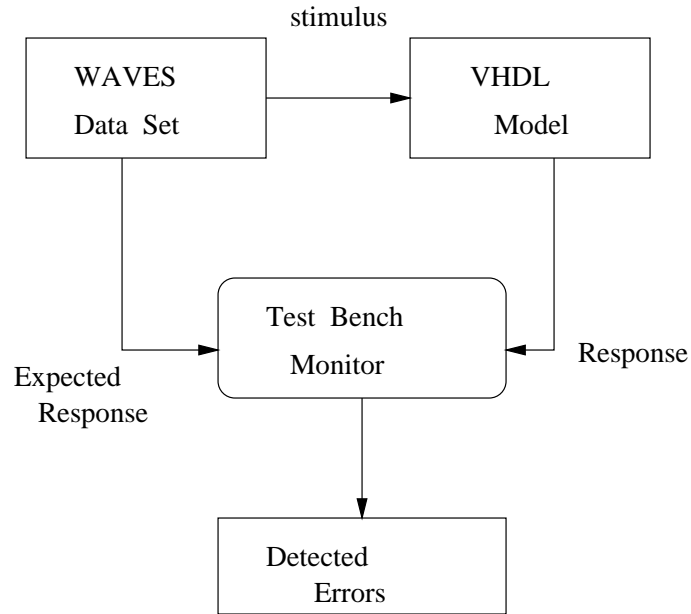 stimulus
WAVES
Data Set
VHDL
Model
Test Bench
Monitor
Expected
Response
Response
Detected
Errors